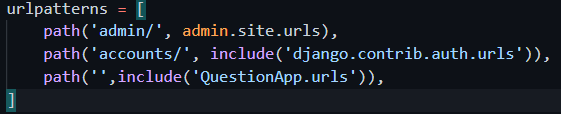 urlpatterns = [
    path('admin/', admin.site.urls),
    path('accounts/', include('django.contrib.auth.urls')),
    path('',include('QuestionApp.urls')),
]